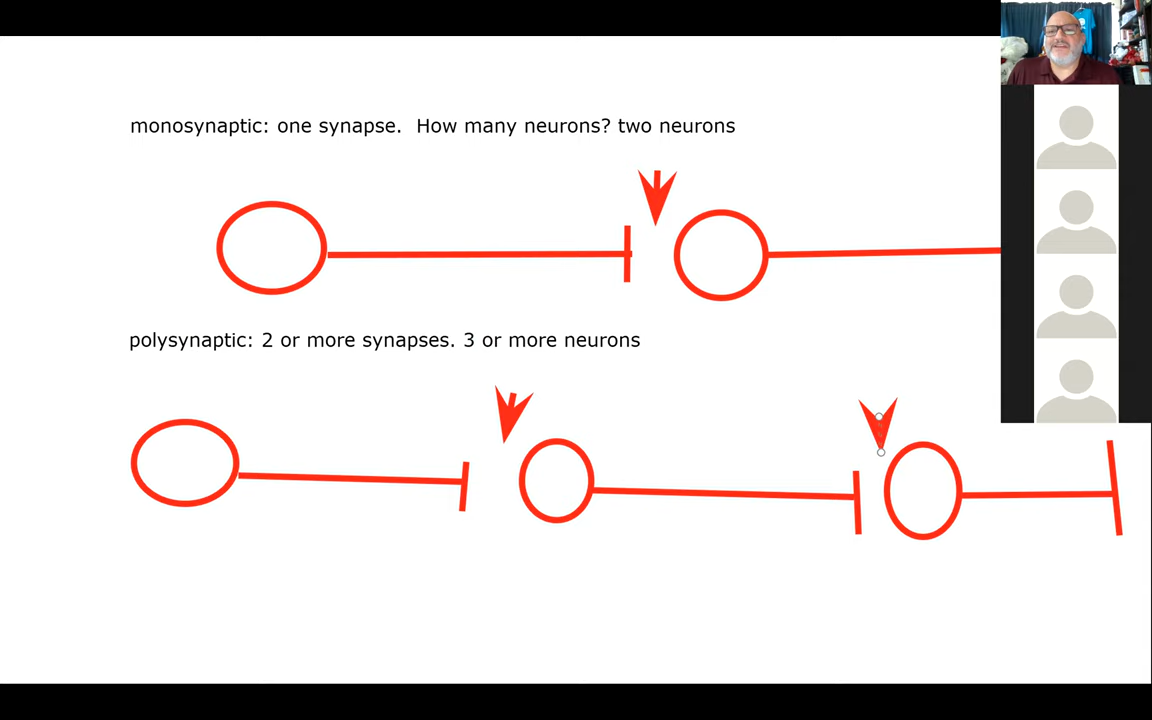 monosynaptic: one synapse.  How many neurons? two neurons
polysynaptic: 2 or more synapses. 3 or more neurons